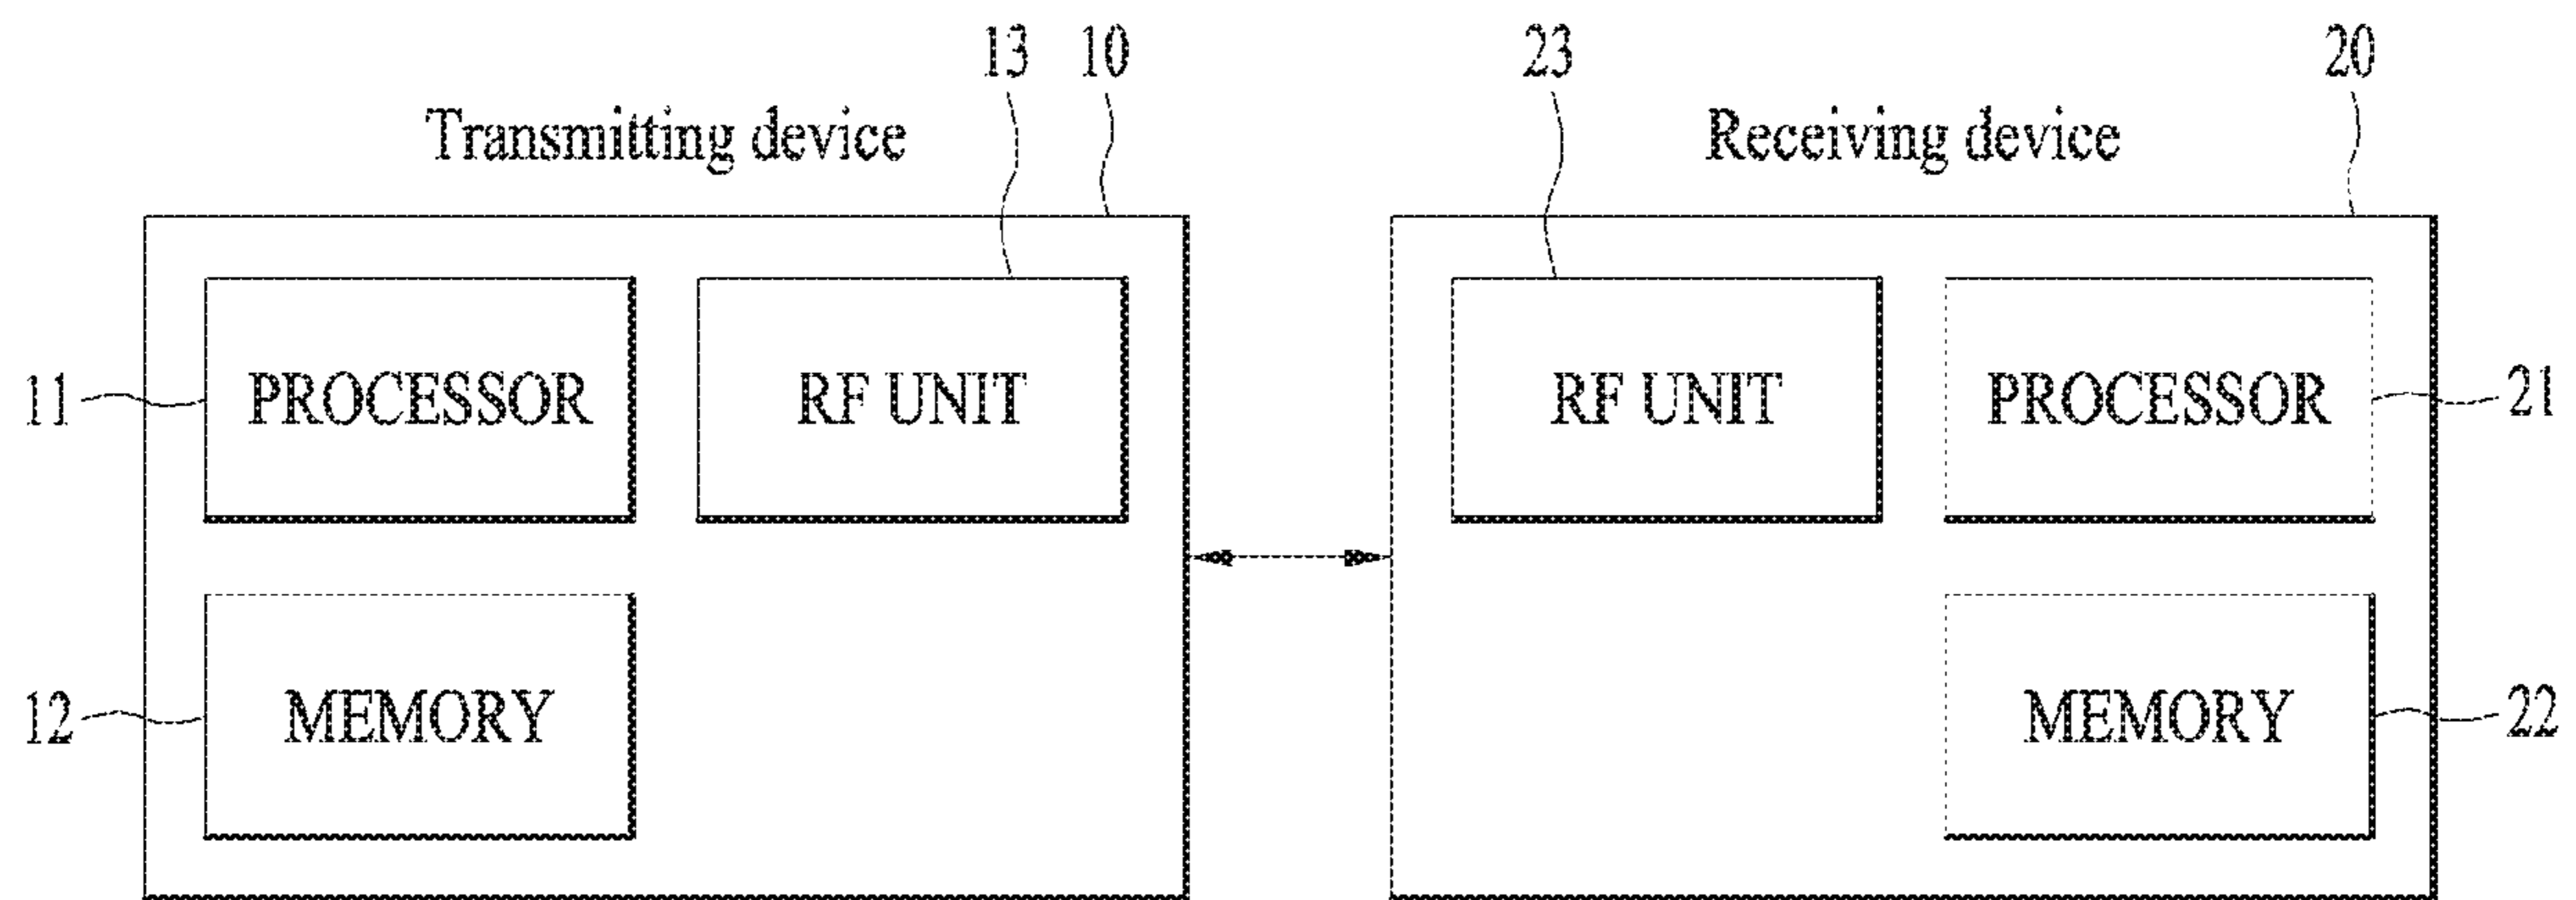 13 10 23 20
Transmitting device Receiving device
11 PROCESSOR RF UNIT RF UNIT PROCESSOR 21
12 MEMORY MEMORY 22